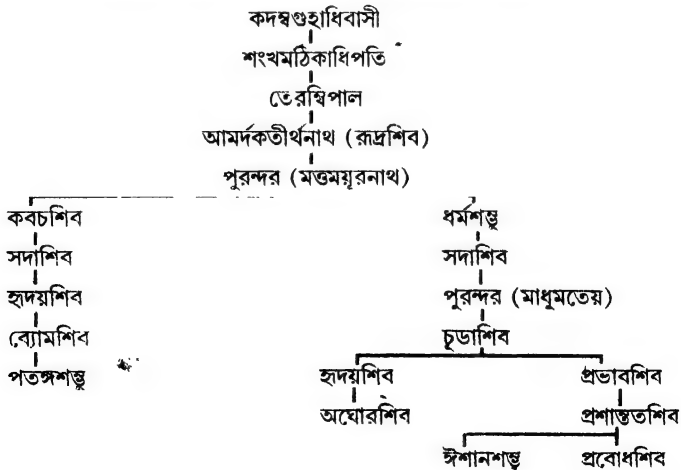 কদম্বগুহাধিবাসী
শংখমঠিকাধিপতি
তেরম্বিপাল
আমর্দকতীর্থনাথ (রূদ্রশিব)
পুরন্দর (মত্তময়ূরনাথ)
কবচশিব ধর্মশম্ভু
সদাশিব সদাশিব
হৃদয়শিব পুরন্দর (মাধুমতেয়)
ব্যোমশিব চূডাশিব
পতঙ্গশম্ভু হৃদয়শিব প্রভাবশিব
অঘোরশিব প্রশান্ততশিব
ঈশানশম্ভু প্রবোধশিব